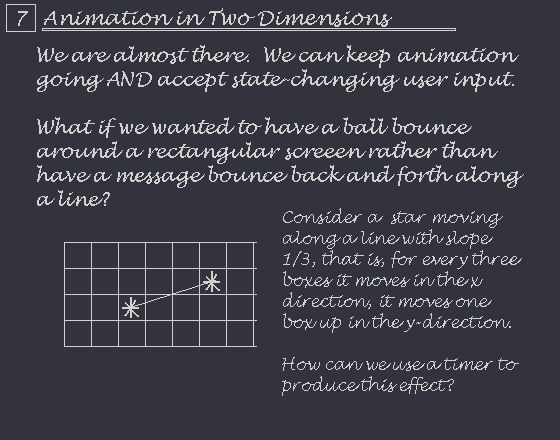 7 Animation in Two Dimensions
We are almost there. We can keep animation
going AND accept state-changing user input.
What if we wanted to have a ball bounce
around a rectangular screeen rather than
have a message bounce back and forth along
a line?
Consider a star moving
along a line with slope
1/3, that is, for every three
boxes it moves in the x
direction, it moves one
box up in the y-direction.
How can we use a timer to
produce this effect?